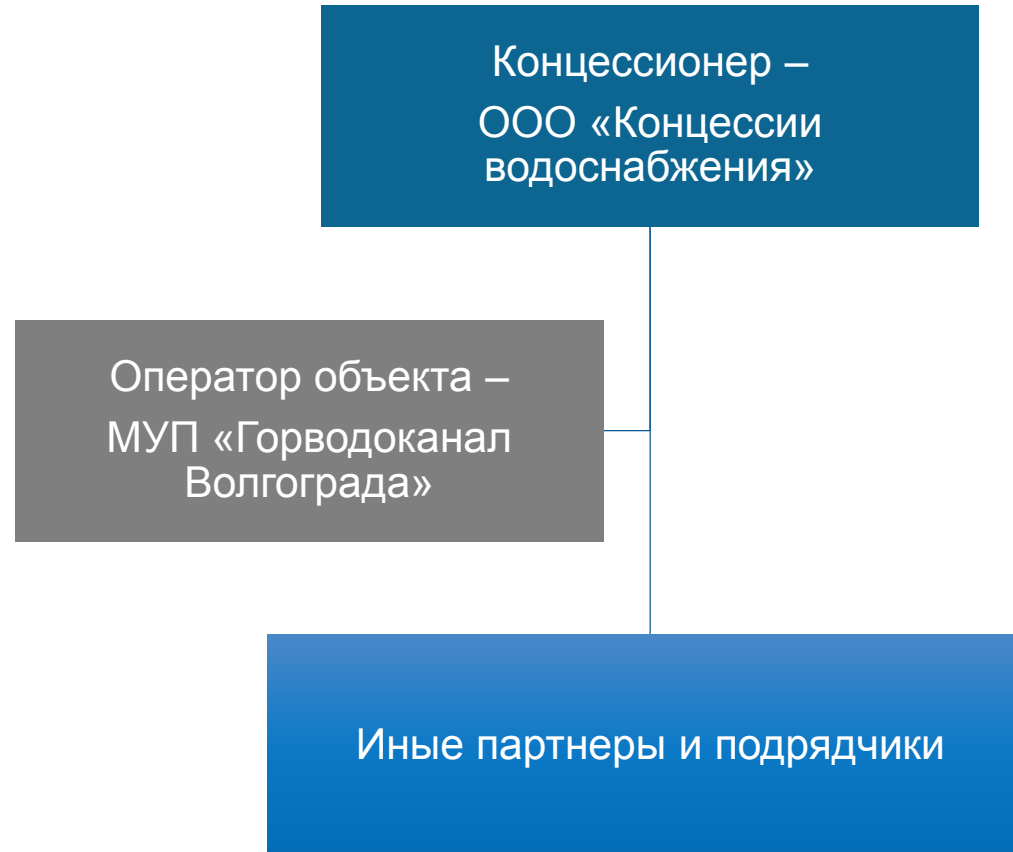 Концессионер –
ООО «Концессии
водоснабжения»
Оператор объекта –
МУП «Горводоканал
Волгограда»
Иные партнеры и подрядчики